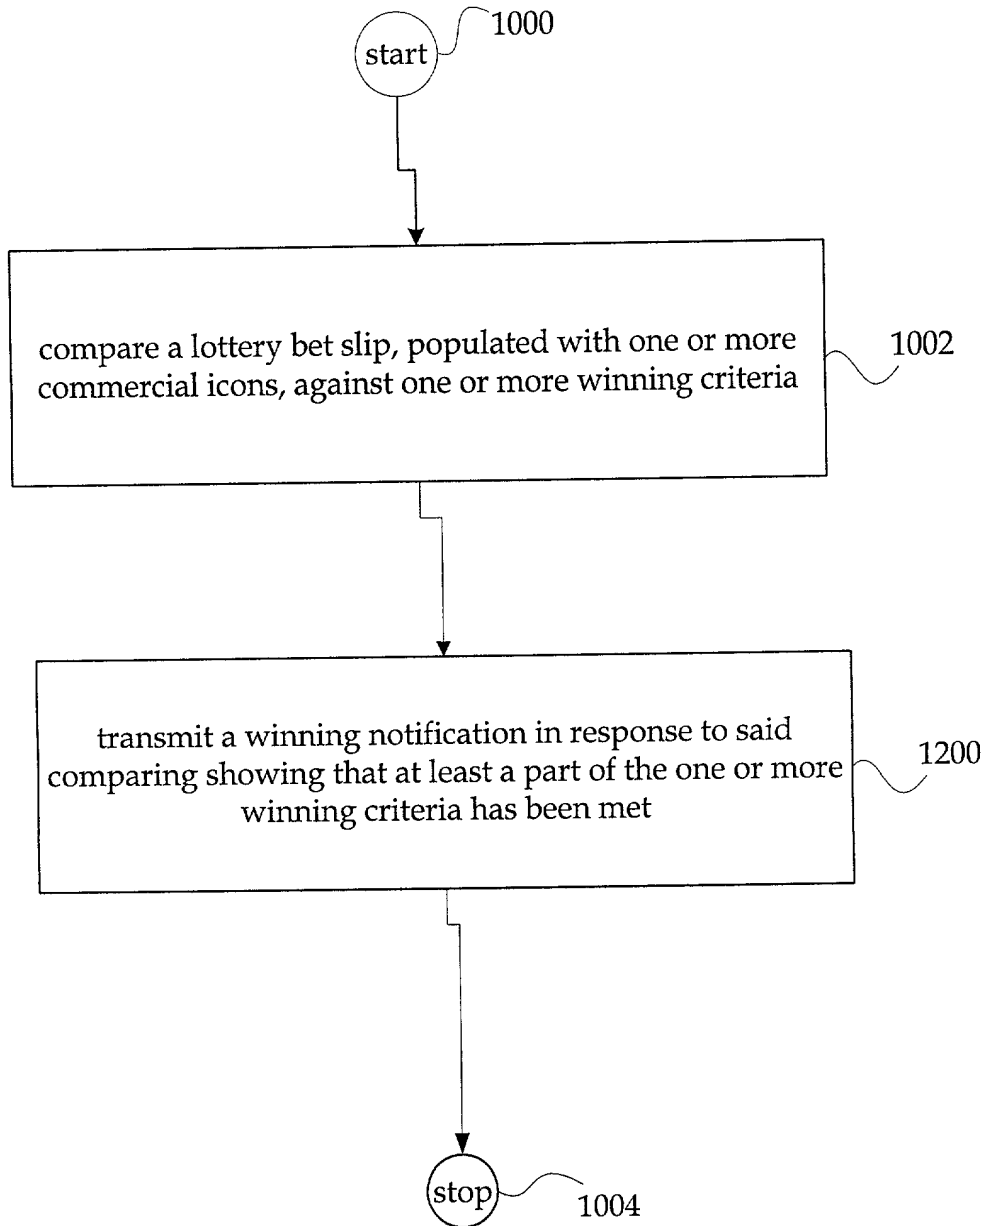 1000
start
compare a lottery bet slip, populated with one or more
commercial icons, against one or more winning criteria
1002
transmit a winning notification in response to said
comparing showing that at least a part of the one or more
winning criteria has been met
1200
stop
1004